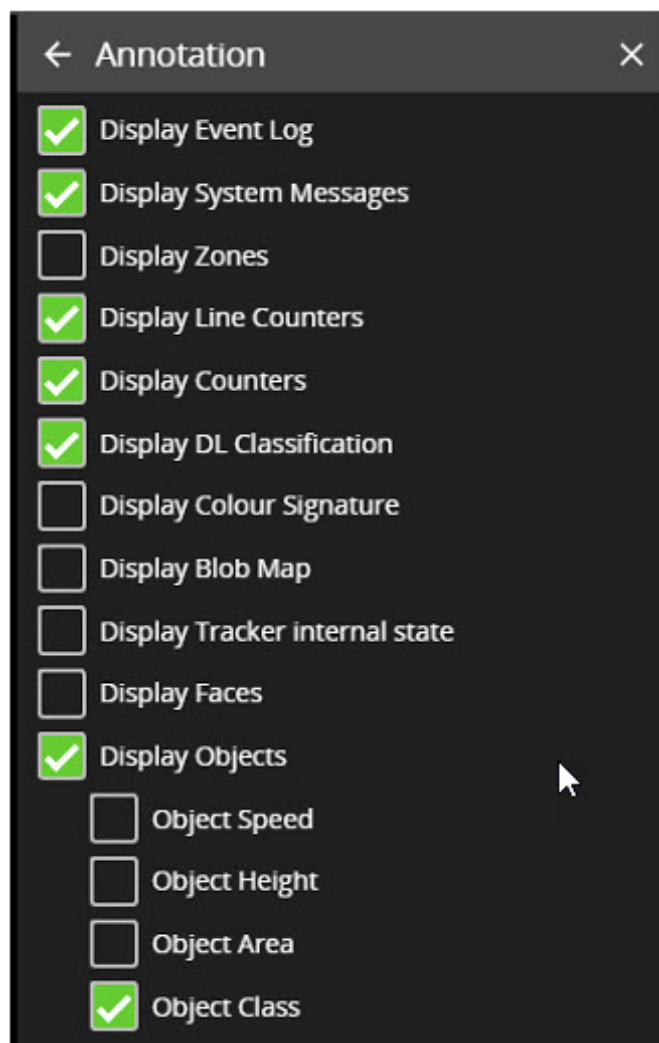 Annotation
Display Event Log
Display System Messages
Display Zones
Display Line Counters
Display Counters
Display DL Classification
Display Colour Signature
Display Blob Map
Display Tracker internal state
Display Faces
Display Objects
Object Speed
Object Height
Object Area
Object Class